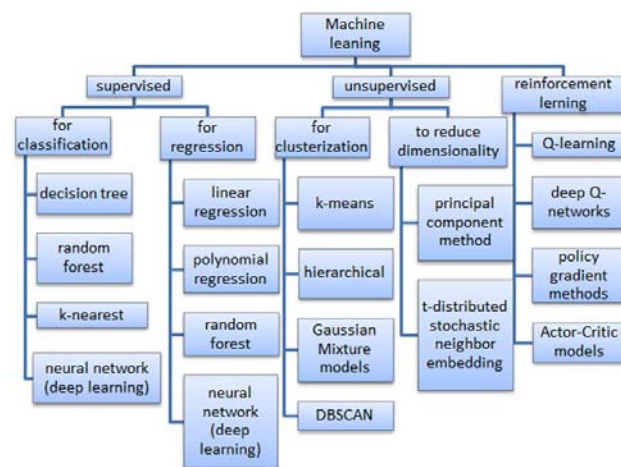 Machine
leaning
supervised
unsupervised
reinforcement
lerning
for
classification
for
regression
for
clusterization
to reduce
dimensionality
Q-learning
decision tree
linear
regression
k-means
principal
component
method
deep Q-
networks
random
forest
polynomial
regression
hierarchical
policy
gradient
methods
k-nearest
random
forest
Gaussian
Mixture
models
t-distributed
stochastic
neighbor
embedding
Actor-Critic
models
neural network
(deep learning)
neural
network
(deep
learning)
DBSCAN